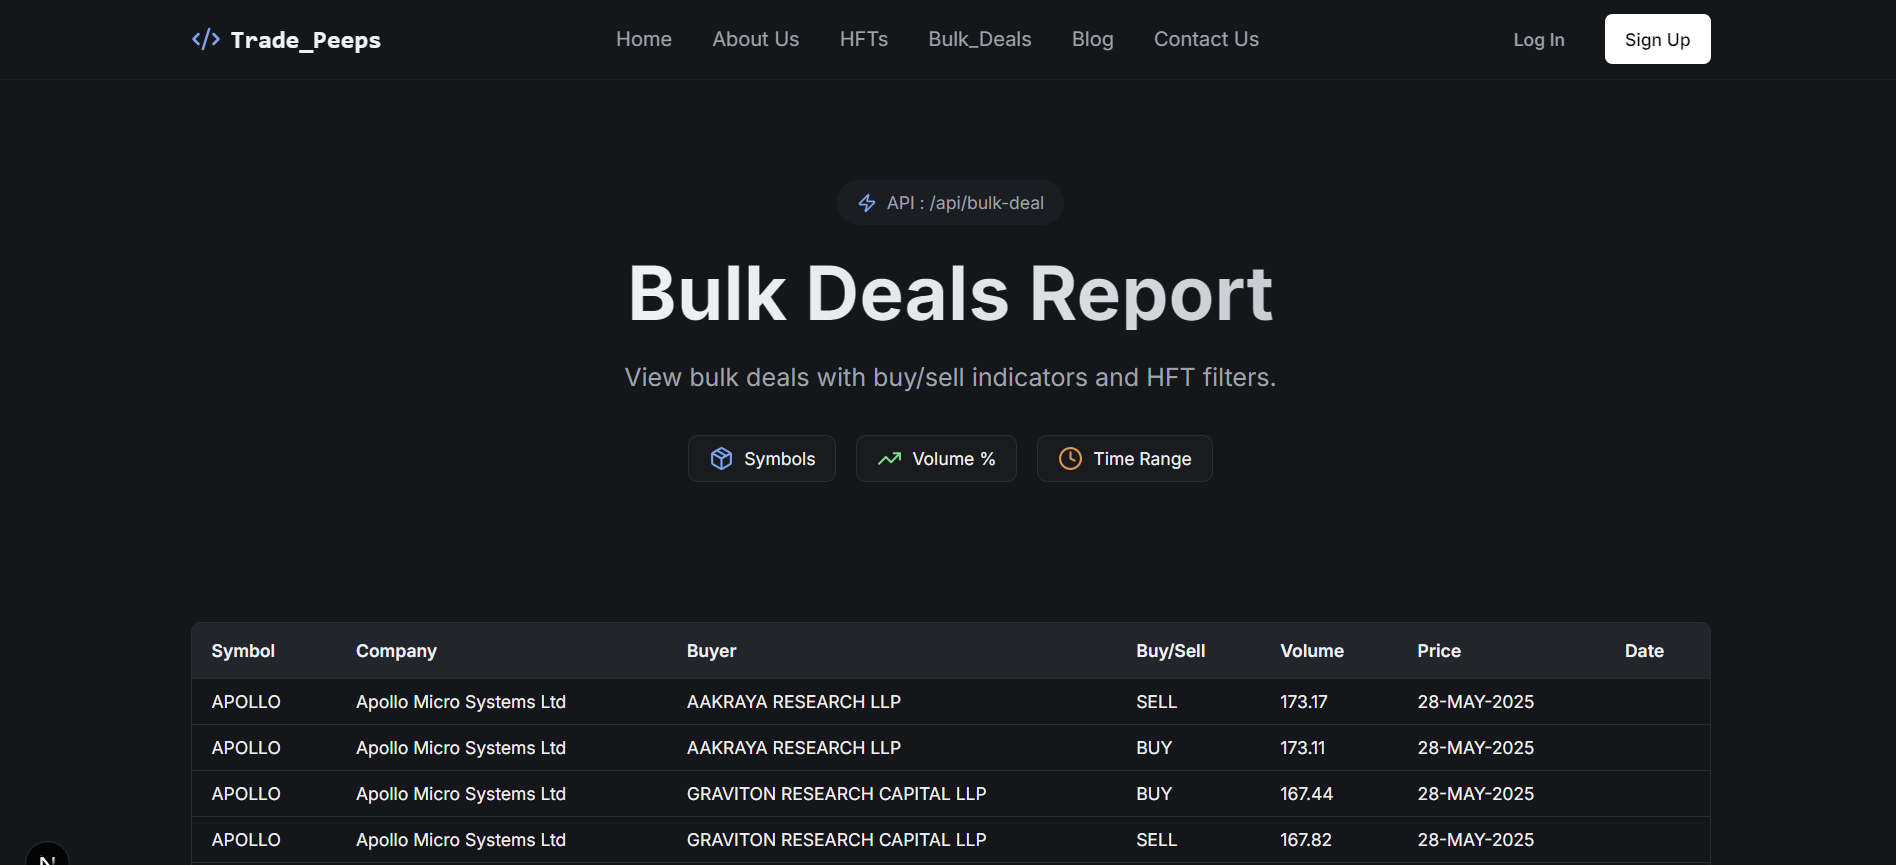 </> Trade_Peeps Home About Us HFTs Bulk_Deals Blog Contact Us Log In Sign Up
API : /api/bulk-deal
Bulk Deals Report
View bulk deals with buy/sell indicators and HFT filters.
Symbols Volume % Time Range
Symbol Company Buyer Buy/Sell Volume Price Date
APOLLO Apollo Micro Systems Ltd AAKRAYA RESEARCH LLP SELL 173.17 28-MAY-2025
APOLLO Apollo Micro Systems Ltd AAKRAYA RESEARCH LLP BUY 173.11 28-MAY-2025
APOLLO Apollo Micro Systems Ltd GRAVITON RESEARCH CAPITAL LLP BUY 167.44 28-MAY-2025
APOLLO Apollo Micro Systems Ltd GRAVITON RESEARCH CAPITAL LLP SELL 167.82 28-MAY-2025
N